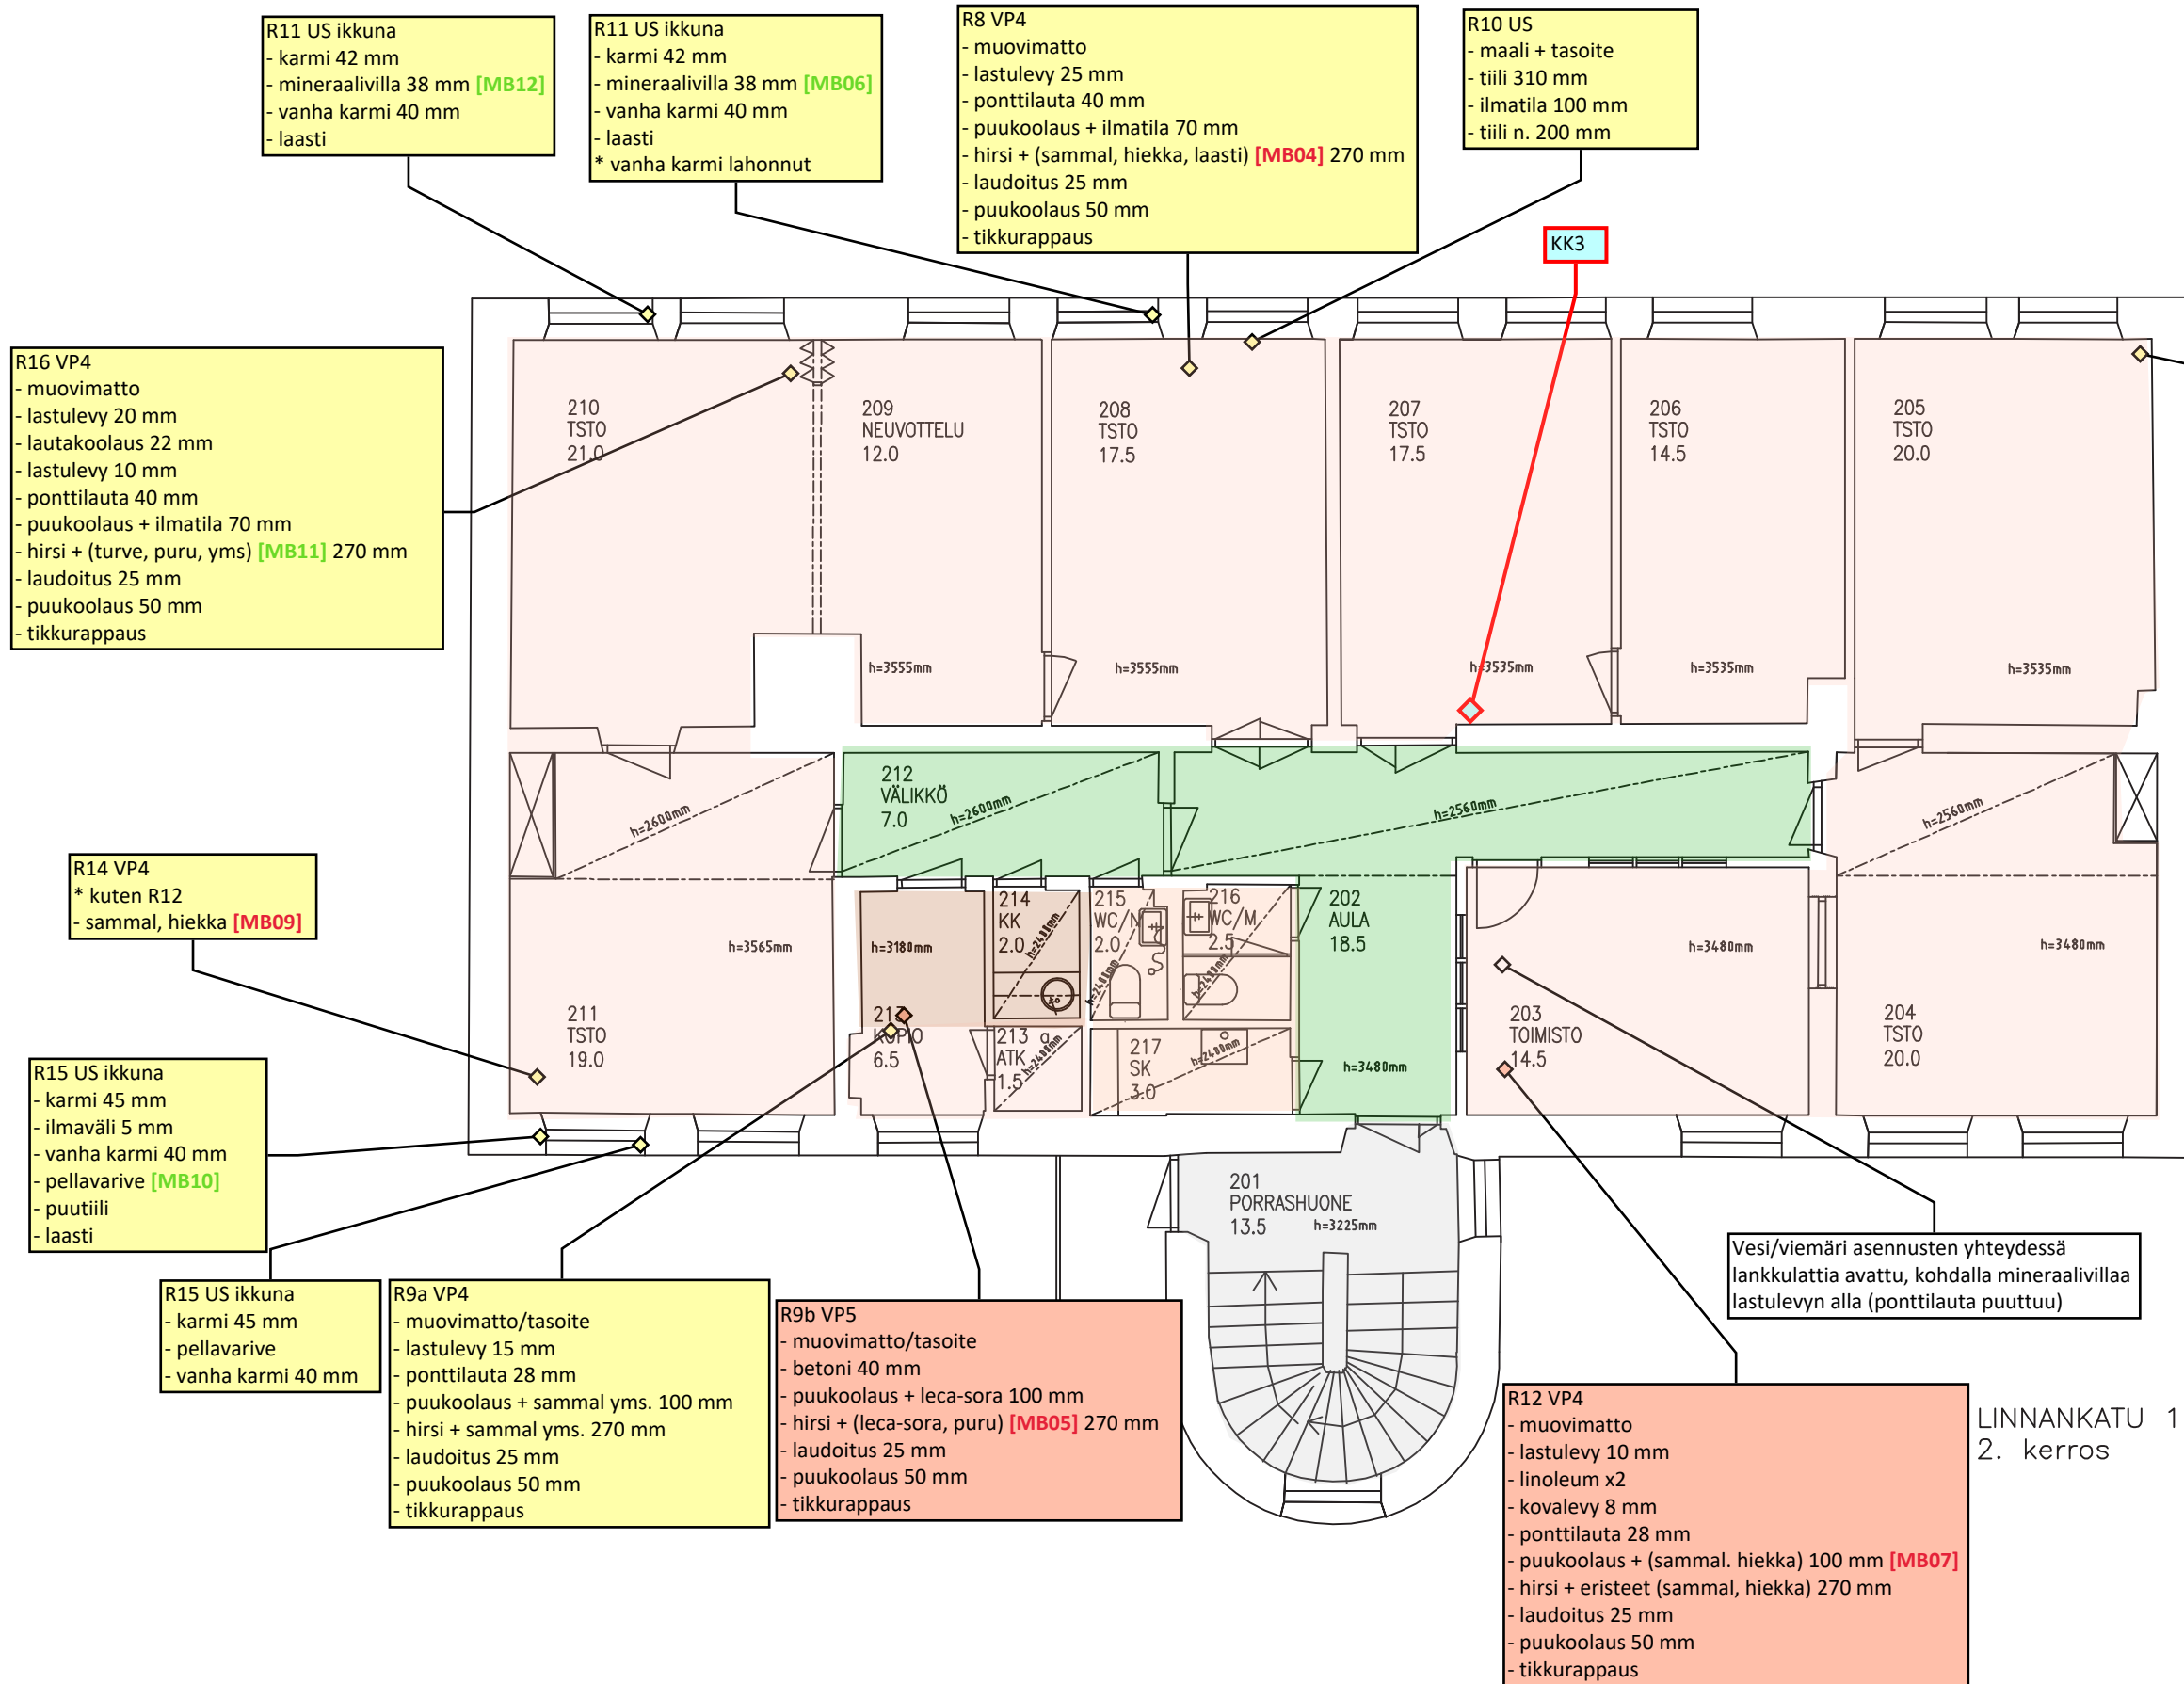 R11 US ikkuna
- karmi 42 mm
- mineraalivilla 38 mm [MB12]
- vanha karmi 40 mm
- laasti
R11 US ikkuna
- karmi 42 mm
- mineraalivilla 38 mm [MB06]
- vanha karmi 40 mm
- laasti
* vanha karmi lahonnut
R8 VP4
- muovimatto
- lastulevy 25 mm
- ponttilauta 40 mm
- puukoolaus + ilmatila 70 mm
- hirsi + (sammal, hiekka, laasti) [MB04] 270 mm
- laudoitus 25 mm
- puukoolaus 50 mm
- tikkurappaus
R10 US
- maali + tasoite
- tiili 310 mm
- ilmatila 100 mm
- tiili n. 200 mm
KK3
R16 VP4
- muovimatto
- lastulevy 20 mm
- lautakoolaus 22 mm
- lastulevy 10 mm
- ponttilauta 40 mm
- puukoolaus + ilmatila 70 mm
- hirsi + (turve, puru, yms) [MB11] 270 mm
- laudoitus 25 mm
- puukoolaus 50 mm
- tikkurappaus
210
TSTO
21.0
209
NEUVOTTELU
12.0
208
TSTO
17.5
207
TSTO
17.5
206
TSTO
14.5
205
TSTO
20.0
h=3555mm
h=3555mm
h=3535mm
h=3535mm
h=3535mm
h=2600mm
212
VÄLIKKÖ
7.0
h=2600mm
h=2560mm
h=2560mm
R14 VP4
* kuten R12
- sammal, hiekka [MB09]
h=3565mm
211
TSTO
19.0
h=3180mm
213
KOPIO
6.5
214
KK
2.0
h=2400mm
213 a
ATK
1.5
h=2400mm
215
WC/N
2.0
h=2400mm
216
WC/M
2.5
h=2400mm
217
SK
3.0
h=2400mm
202
AULA
18.5
h=3480mm
h=3480mm
203
TOIMISTO
14.5
h=3480mm
204
TSTO
20.0
R15 US ikkuna
- karmi 45 mm
- ilmaväli 5 mm
- vanha karmi 40 mm
- pellavarive [MB10]
- puutiili
- laasti
R15 US ikkuna
- karmi 45 mm
- pellavarive
- vanha karmi 40 mm
R9a VP4
- muovimatto/tasoite
- lastulevy 15 mm
- ponttilauta 28 mm
- puukoolaus + sammal yms. 100 mm
- hirsi + sammal yms. 270 mm
- laudoitus 25 mm
- puukoolaus 50 mm
- tikkurappaus
R9b VP5
- muovimatto/tasoite
- betoni 40 mm
- puukoolaus + leca-sora 100 mm
- hirsi + (leca-sora, puru) [MB05] 270 mm
- laudoitus 25 mm
- puukoolaus 50 mm
- tikkurappaus
201
PORRASHUONE
13.5
h=3225mm
Vesi/viemäri asennusten yhteydessä
lankkulattia avattu, kohdalla mineraalivillaa
lastulevyn alla (ponttilauta puuttuu)
R12 VP4
- muovimatto
- lastulevy 10 mm
- linoleum x2
- kovalevy 8 mm
- ponttilauta 28 mm
- puukoolaus + (sammal. hiekka) 100 mm [MB07]
- hirsi + eristeet (sammal, hiekka) 270 mm
- laudoitus 25 mm
- puukoolaus 50 mm
- tikkurappaus
LINNANKATU 1
2. kerros